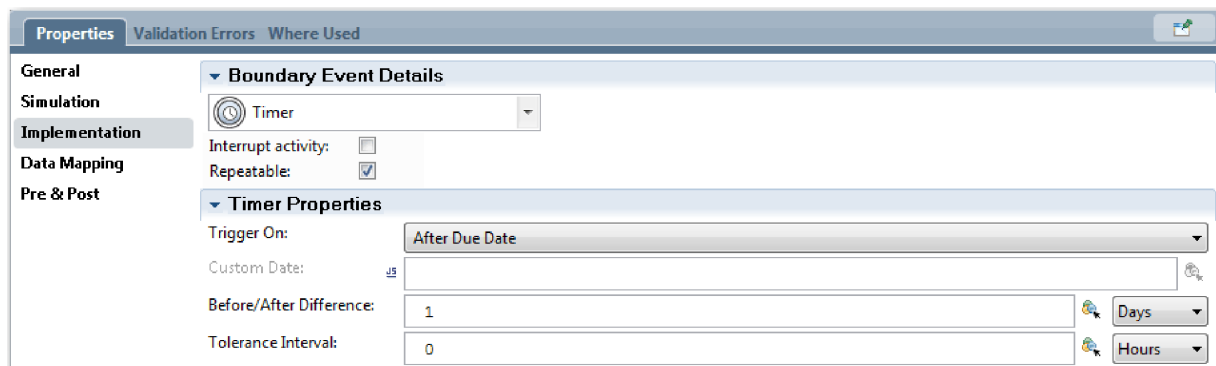 Properties Validation Errors Where Used
General
Simulation
Implementation
Data Mapping
Pre & Post
Boundary Event Details
Timer
Interrupt activity:
Repeatable:
Timer Properties
Trigger On: After Due Date
Custom Date: JS
Before/After Difference: 1 Days
Tolerance Interval: 0 Hours